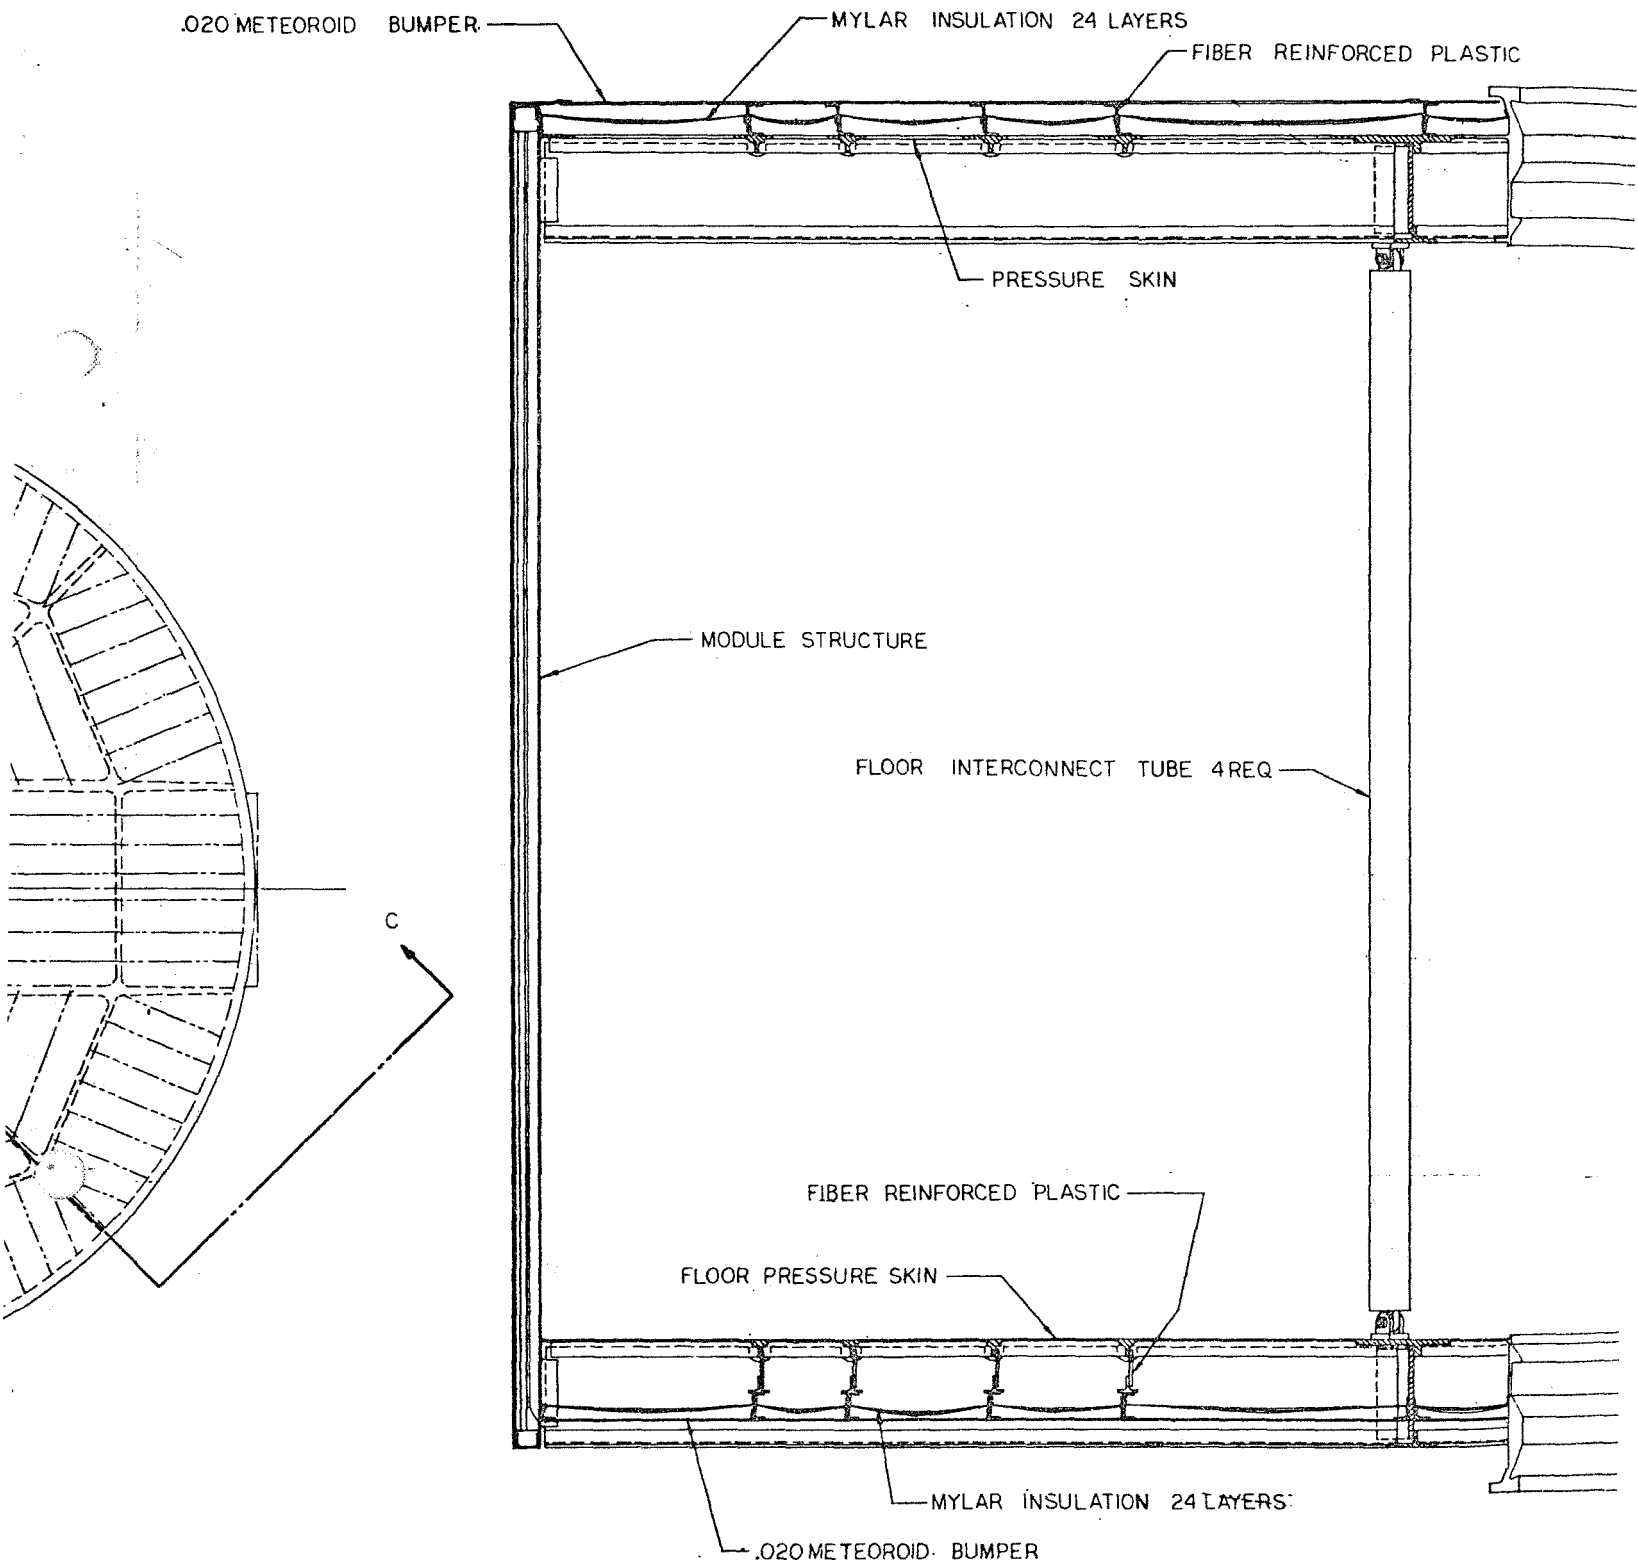 .020 METEOROID BUMPER
MYLAR INSULATION 24 LAYERS
FIBER REINFORCED PLASTIC
PRESSURE SKIN
MODULE STRUCTURE
FLOOR INTERCONNECT TUBE 4 REQ
C
FIBER REINFORCED PLASTIC
FLOOR PRESSURE SKIN
MYLAR INSULATION 24 LAYERS
.020 METEOROID BUMPER